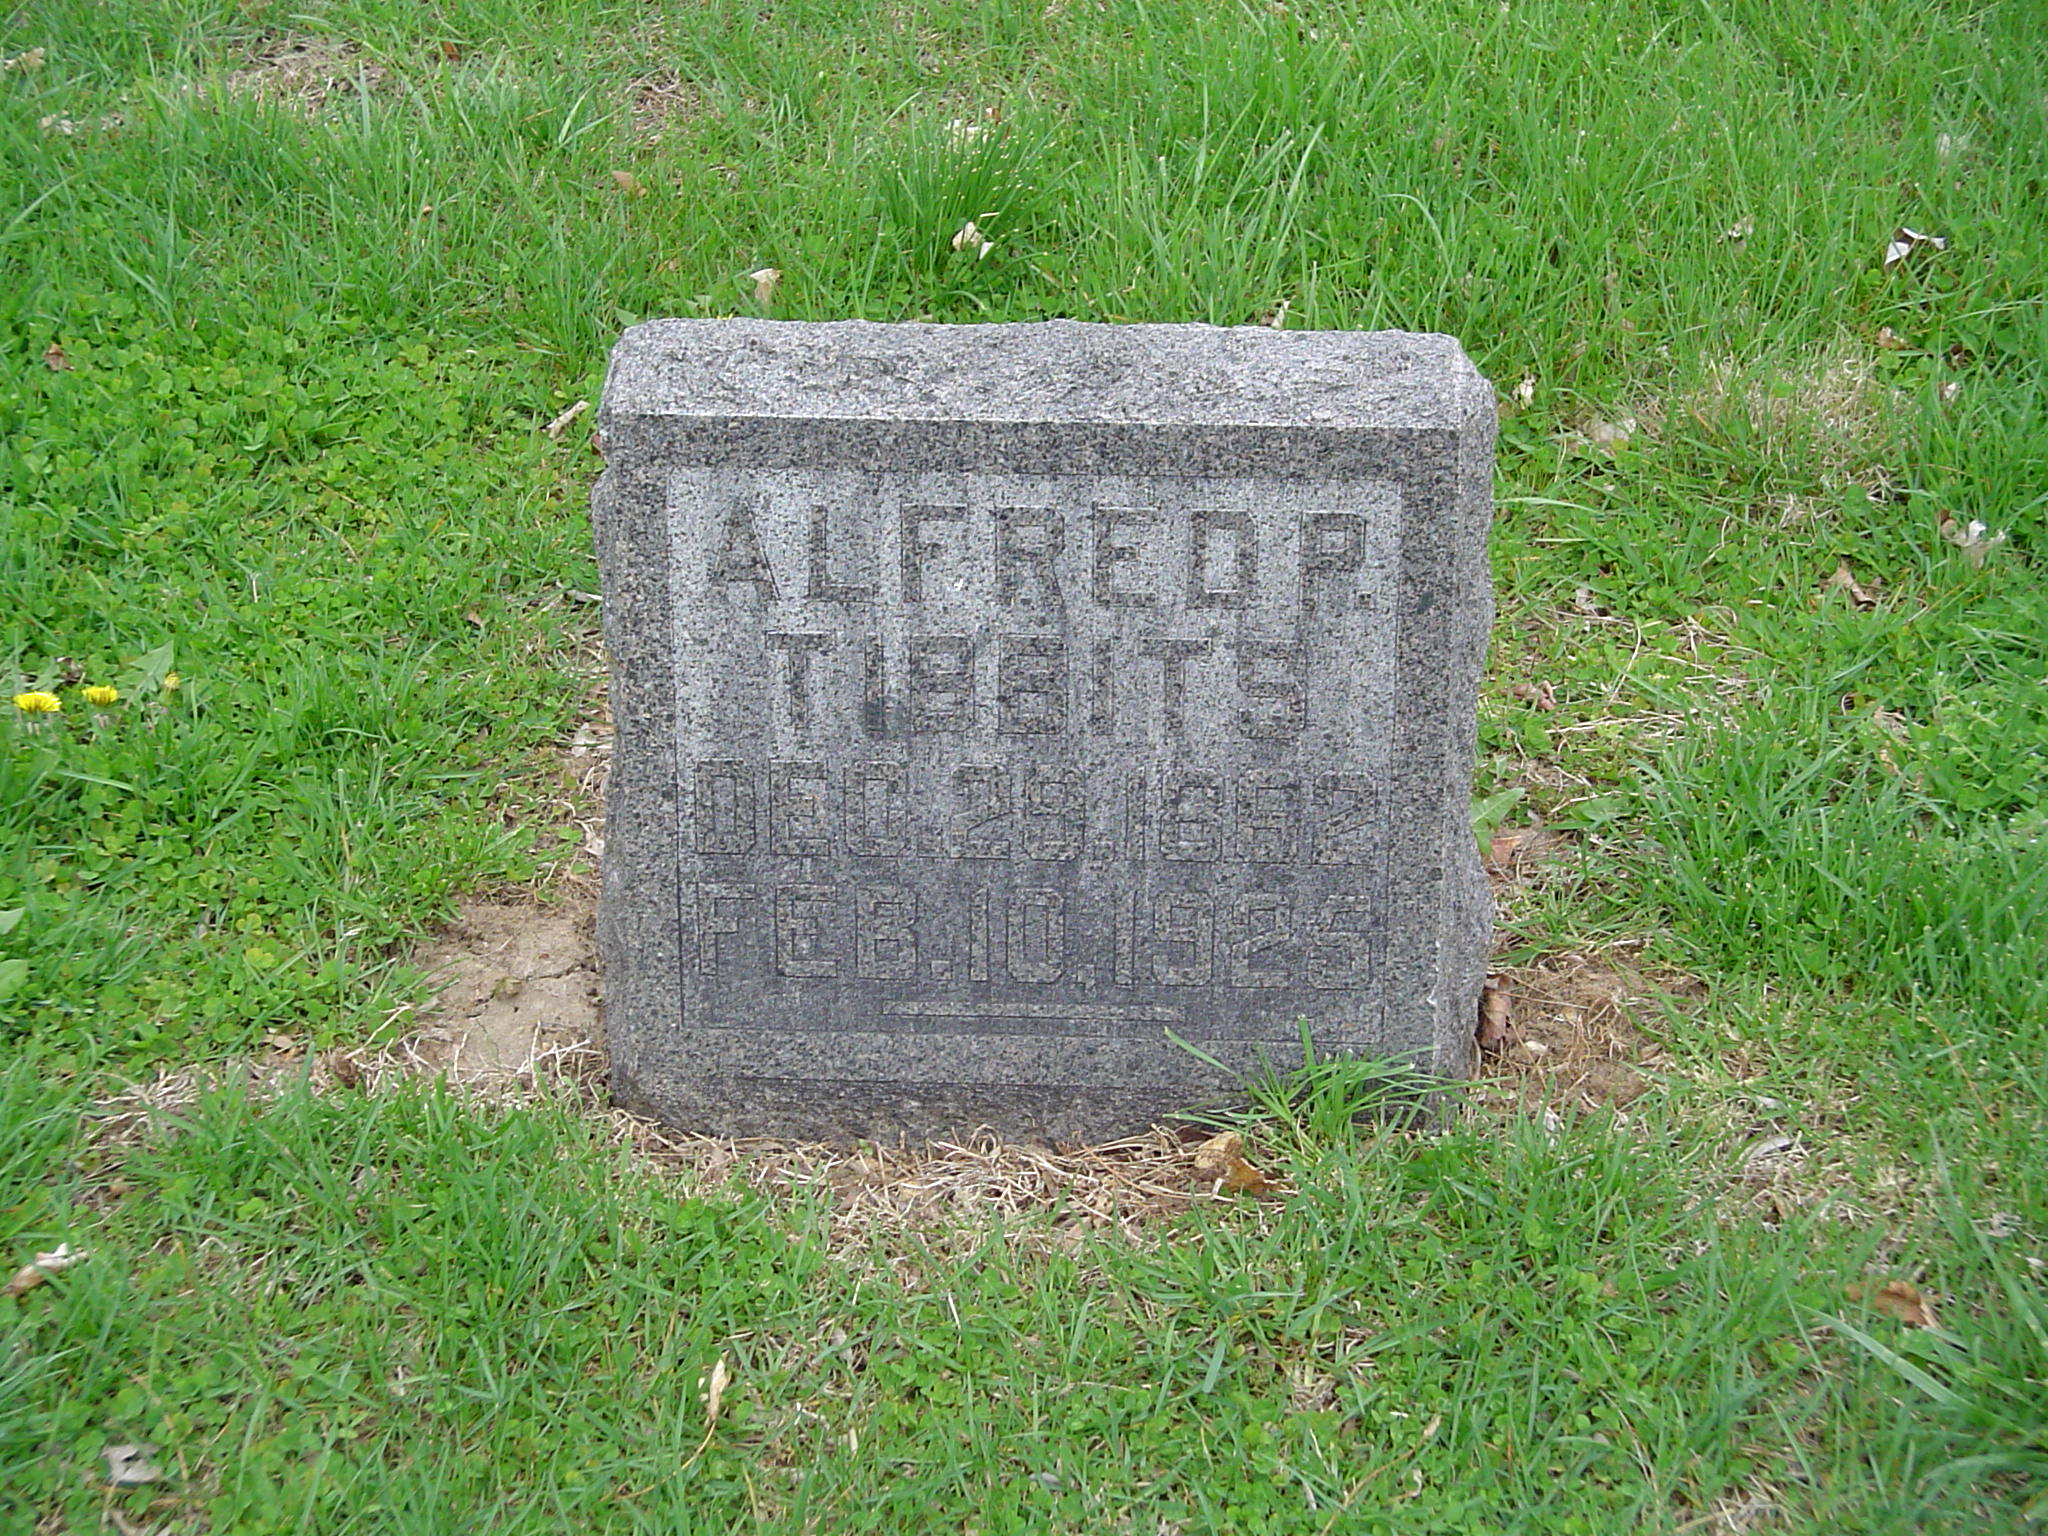 ALFRED P.
TIBBITS
DEC. 29, 1862
FEB. 10, 1925